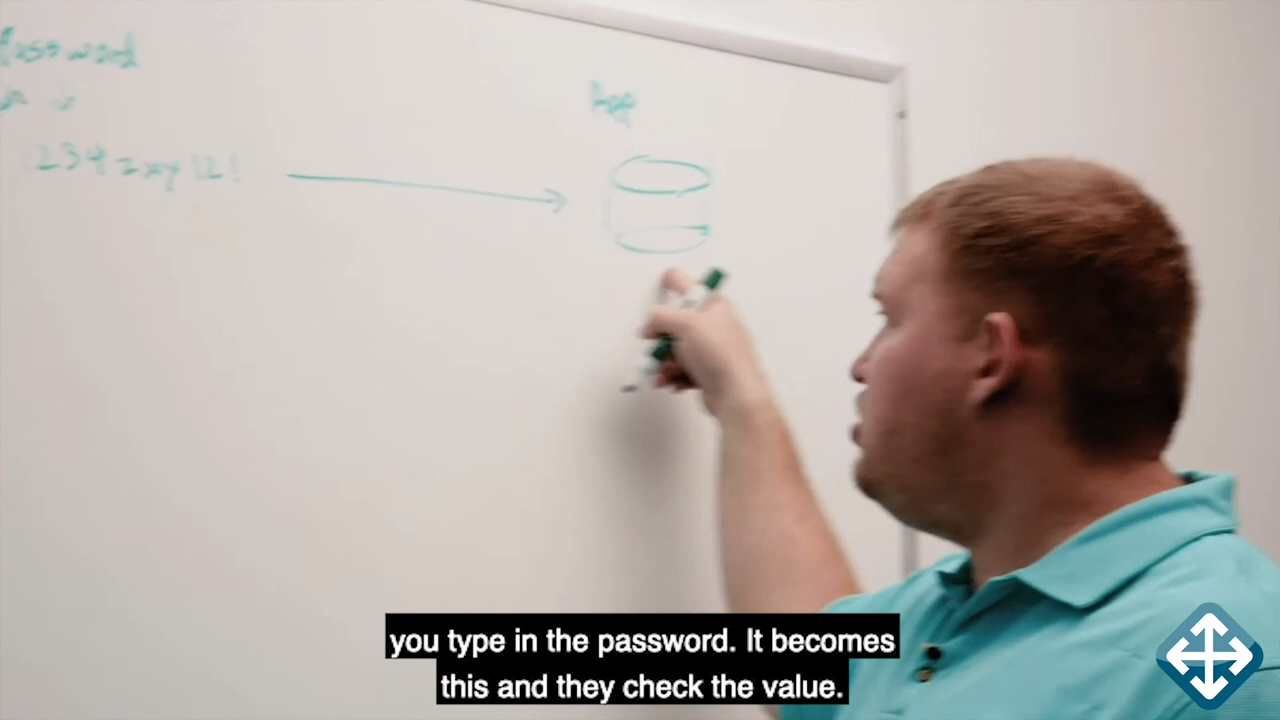 Password
App
1234zxy12!
you type in the password. It becomes
this and they check the value.